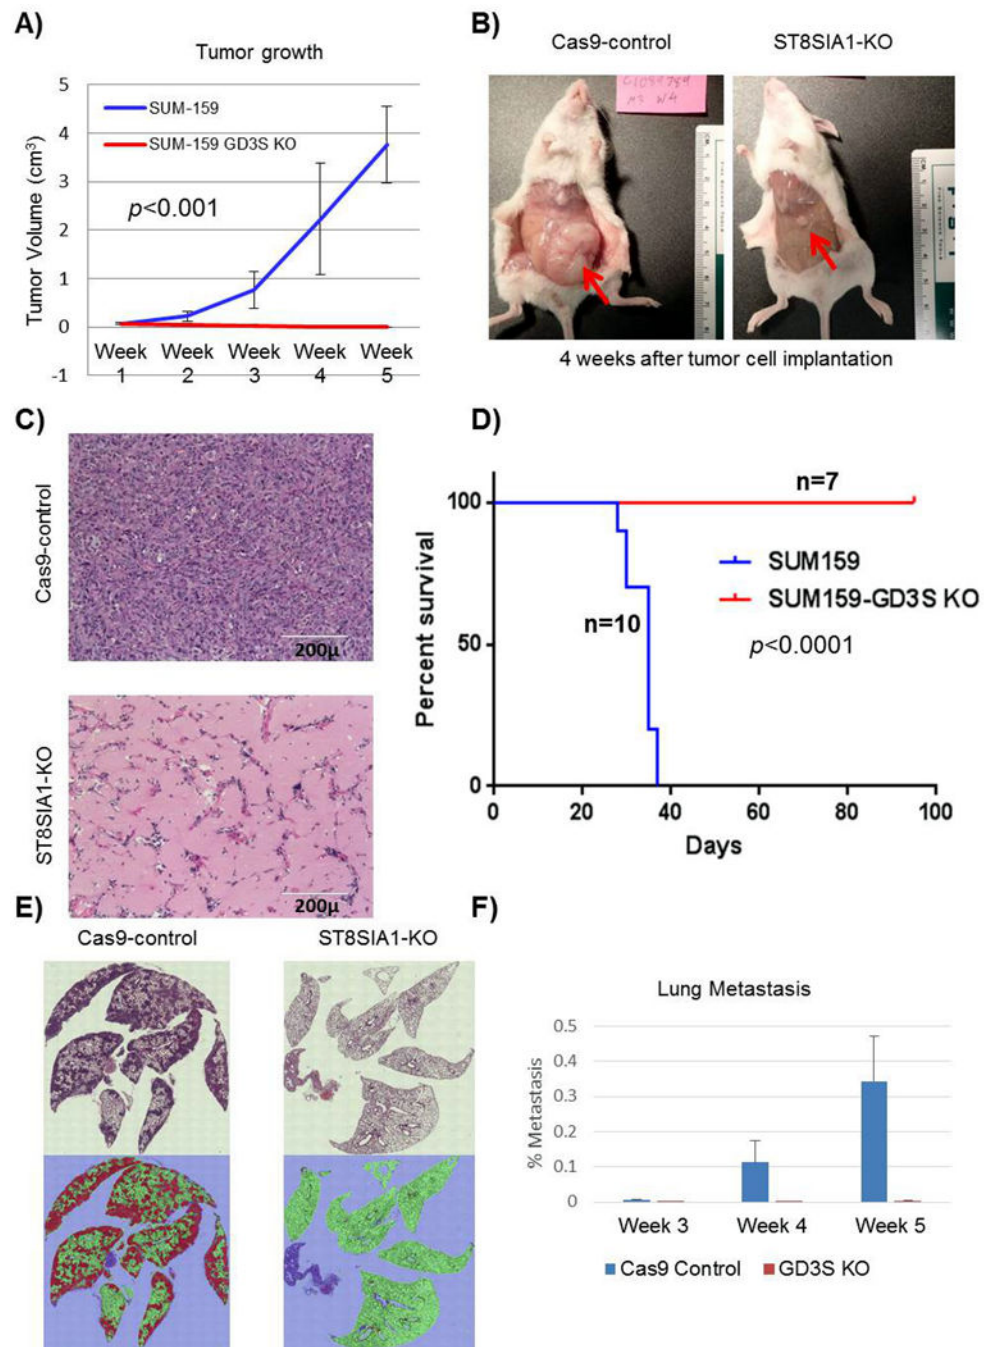 A)
Tumor growth
Tumor Volume (cm³)
5
4
3
2
1
0
-1
SUM-159
SUM-159 GD3S KO
p<0.001
Week 1
Week 2
Week 3
Week 4
Week 5
B)
Cas9-control
ST8SIA1-KO
4 weeks after tumor cell implantation
C)
Cas9-control
200µ
ST8SIA1-KO
200µ
D)
Percent survival
100
50
0
n=7
n=10
SUM159
SUM159-GD3S KO
p<0.0001
0
20
40
60
80
100
Days
E)
Cas9-control
ST8SIA1-KO
F)
Lung Metastasis
% Metastasis
0.5
0.4
0.3
0.2
0.1
0
Week 3
Week 4
Week 5
Cas9 Control
GD3S KO